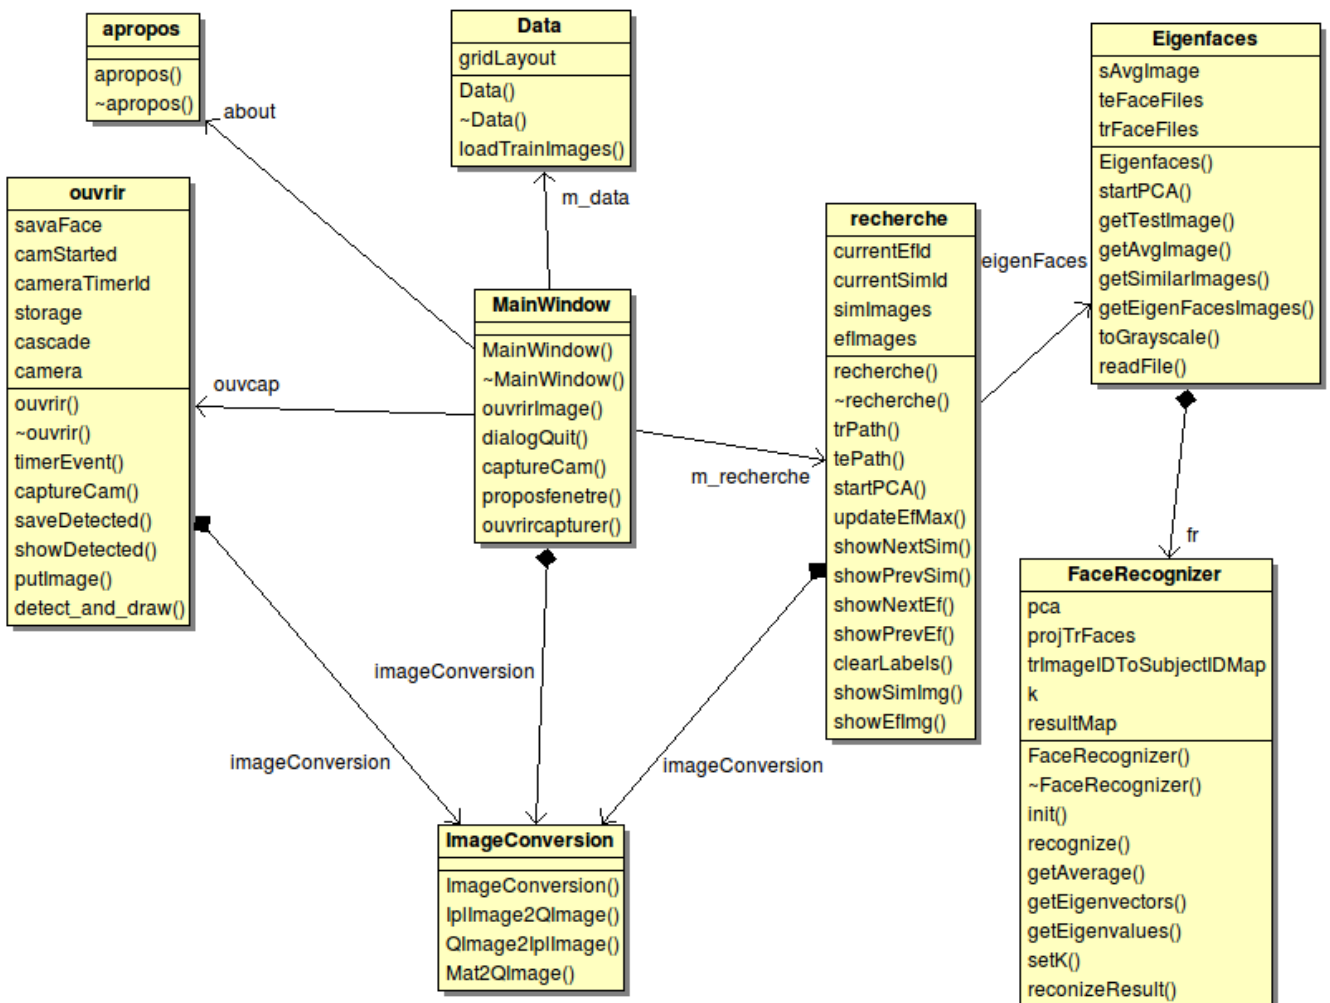 apropos
apropos()
~apropos()
about
Data
gridLayout
Data()
~Data()
loadTrainImages()
m_data
Eigenfaces
sAvgImage
teFaceFiles
trFaceFiles
Eigenfaces()
startPCA()
getTestImage()
getAvgImage()
getSimilarImages()
getEigenFacesImages()
toGrayscale()
readFile()
ouvrir
savaFace
camStarted
cameraTimerId
storage
cascade
camera
ouvrir()
~ouvrir()
timerEvent()
captureCam()
saveDetected()
showDetected()
putImage()
detect_and_draw()
ouvcap
MainWindow
MainWindow()
~MainWindow()
ouvrirImage()
dialogQuit()
captureCam()
proposfenetre()
ouvrircapturer()
m_recherche
recherche
currentEfId
currentSimId
simImages
efImages
recherche()
~recherche()
trPath()
tePath()
startPCA()
updateEfMax()
showNextSim()
showPrevSim()
showNextEf()
showPrevEf()
clearLabels()
showSimImg()
showEfImg()
eigenFaces
fr
imageConversion
imageConversion
imageConversion
ImageConversion
ImageConversion()
IplImage2QImage()
QImage2IplImage()
Mat2QImage()
FaceRecognizer
pca
projTrFaces
trImageIDToSubjectIDMap
k
resultMap
FaceRecognizer()
~FaceRecognizer()
init()
recognize()
getAverage()
getEigenvectors()
getEigenvalues()
setK()
reconizeResult()